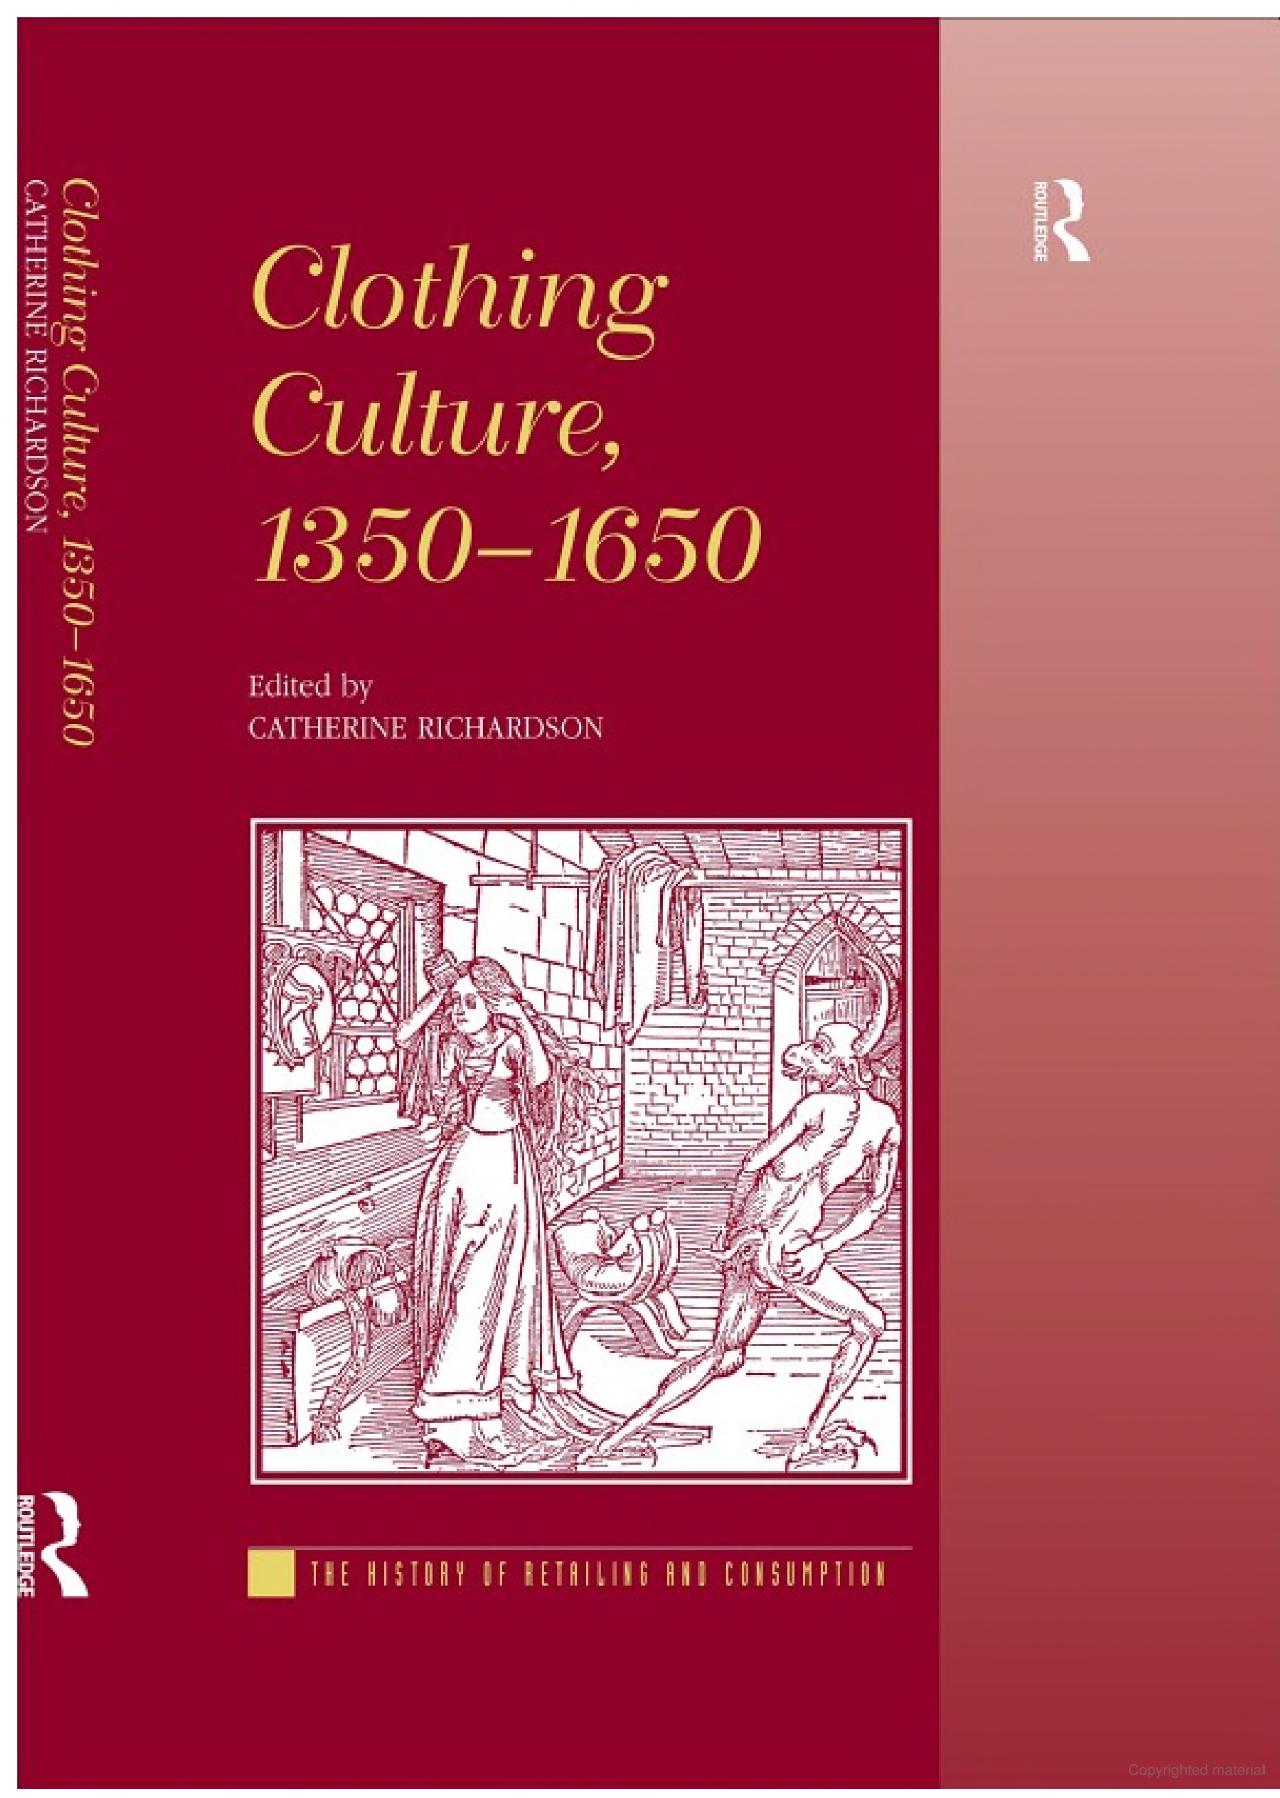 Clothing Culture, 1350–1650
CATHERINE RICHARDSON
ROUTLEDGE
Clothing
Culture,
1350–1650
Edited by
CATHERINE RICHARDSON
THE HISTORY OF RETAILING AND CONSUMPTION
ROUTLEDGE
Copyrighted material